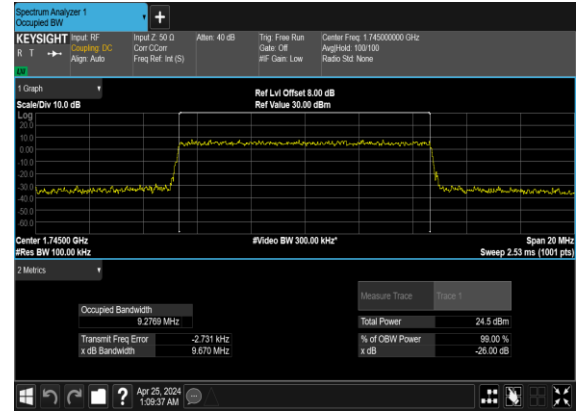 Spectrum Analyzer 1
Occupied BW
KEYSIGHT Input: RF Input Z: 50 Ω Atten: 40 dB Trig: Free Run Center Freq: 1.745000000 GHz
R T Coupling: DC Corr CCorr Gate: Off Avg|Hold: 100/100
Align: Auto Freq Ref: Int (S) #IF Gain: Low Radio Std: None
LU
1 Graph
Ref Lvl Offset 8.00 dB
Scale/Div 10.0 dB Ref Value 30.00 dBm
Log
20.0
10.0
0.00
-10.0
-20.0
-30.0
-40.0
-50.0
-60.0
Center 1.74500 GHz #Video BW 300.00 kHz* Span 20 MHz
#Res BW 100.00 kHz Sweep 2.53 ms (1001 pts)
2 Metrics
Measure Trace Trace 1
Occupied Bandwidth
9.2769 MHz Total Power 24.5 dBm
Transmit Freq Error -2.731 kHz % of OBW Power 99.00 %
x dB Bandwidth 9.670 MHz x dB -26.00 dB
Apr 25, 2024
1:09:37 AM